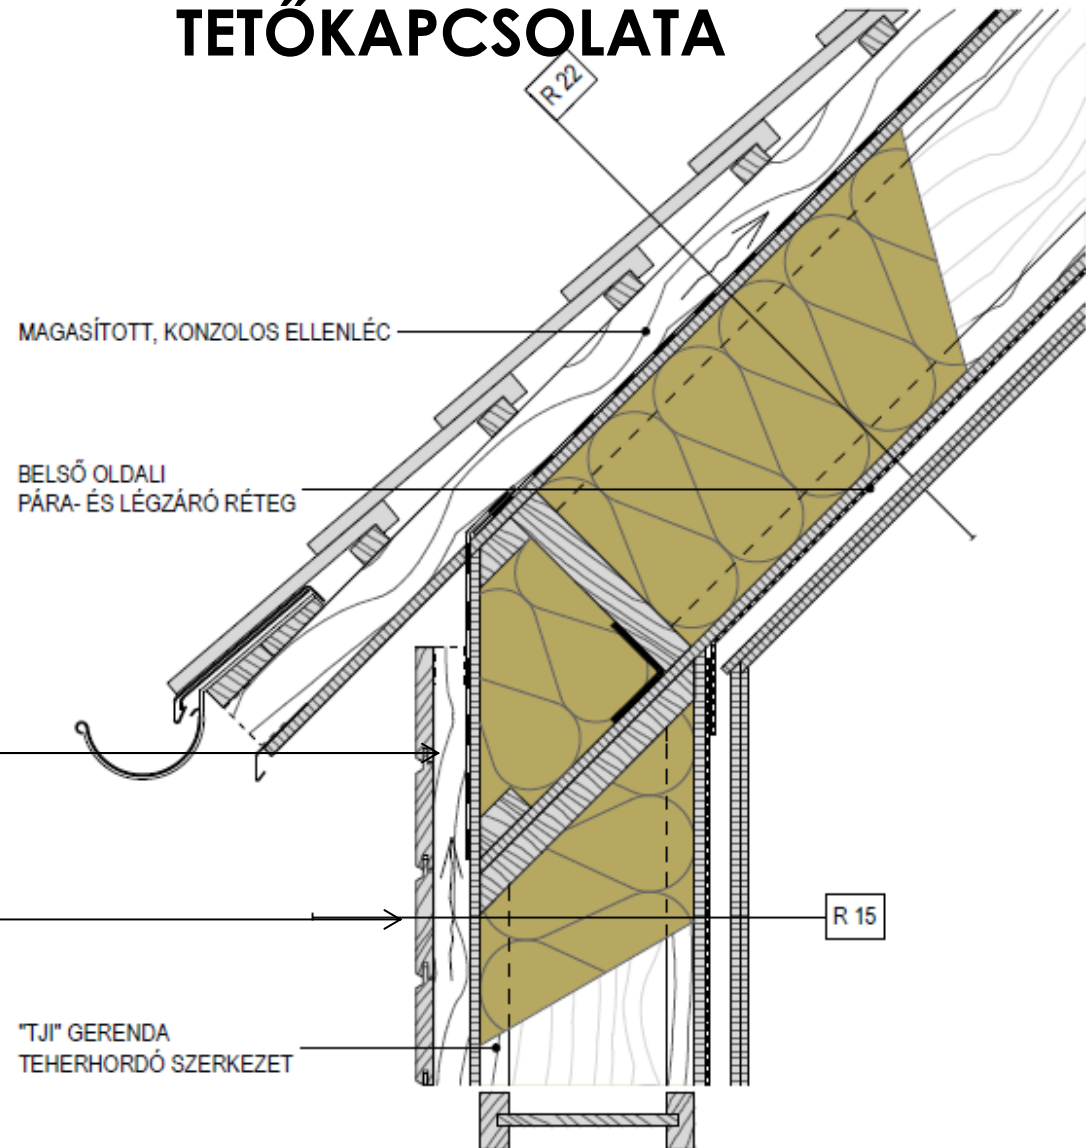 TETŐKAPCSOLATA
R 22
MAGASÍTOTT, KONZOLOS ELLENLÉC
BELSŐ OLDALI
PÁRA- ÉS LÉGZÁRÓ RÉTEG
R 15
"TJI" GERENDA
TEHERHORDÓ SZERKEZET